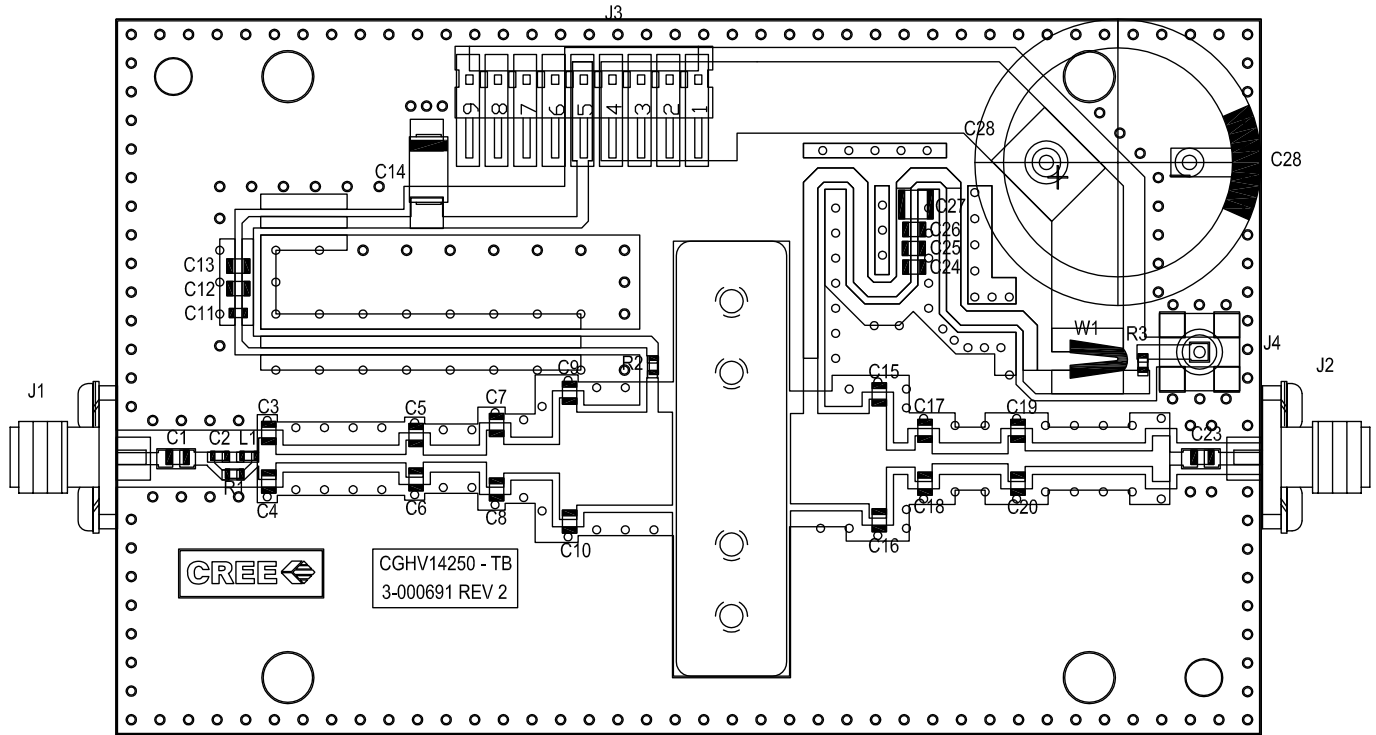 J3
9 8 7 6 5 4 3 2 1
C28
C14
C28
C27
C26
C25
C24
C13
C12
C11
W1
R3
J4
R2
C9
C15
J1
J2
C3
C5
C7
C17
C19
C1
C2
L1
C23
R1
C4
C6
C8
C18
C20
C10
C16
CREE
CGHV14250 - TB
3-000691 REV 2